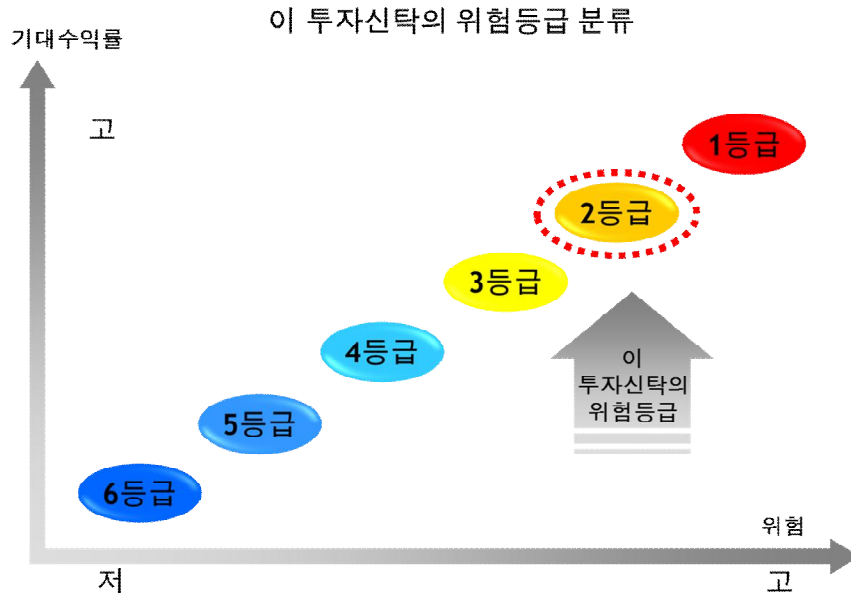 이 투자신탁의 위험등급 분류
기대수익률
고
1등급
2등급
3등급
4등급
이
투자신탁의
위험등급
5등급
6등급
위험
저
고